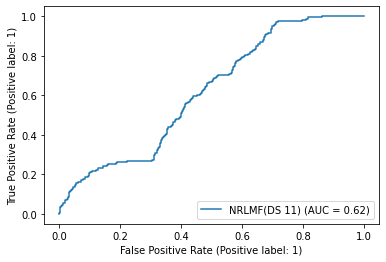 True Positive Rate (Positive label: 1)
1.0
0.8
0.6
0.4
0.2
0.0
NRLMF(DS 11) (AUC = 0.62)
0.0 0.2 0.4 0.6 0.8 1.0
False Positive Rate (Positive label: 1)